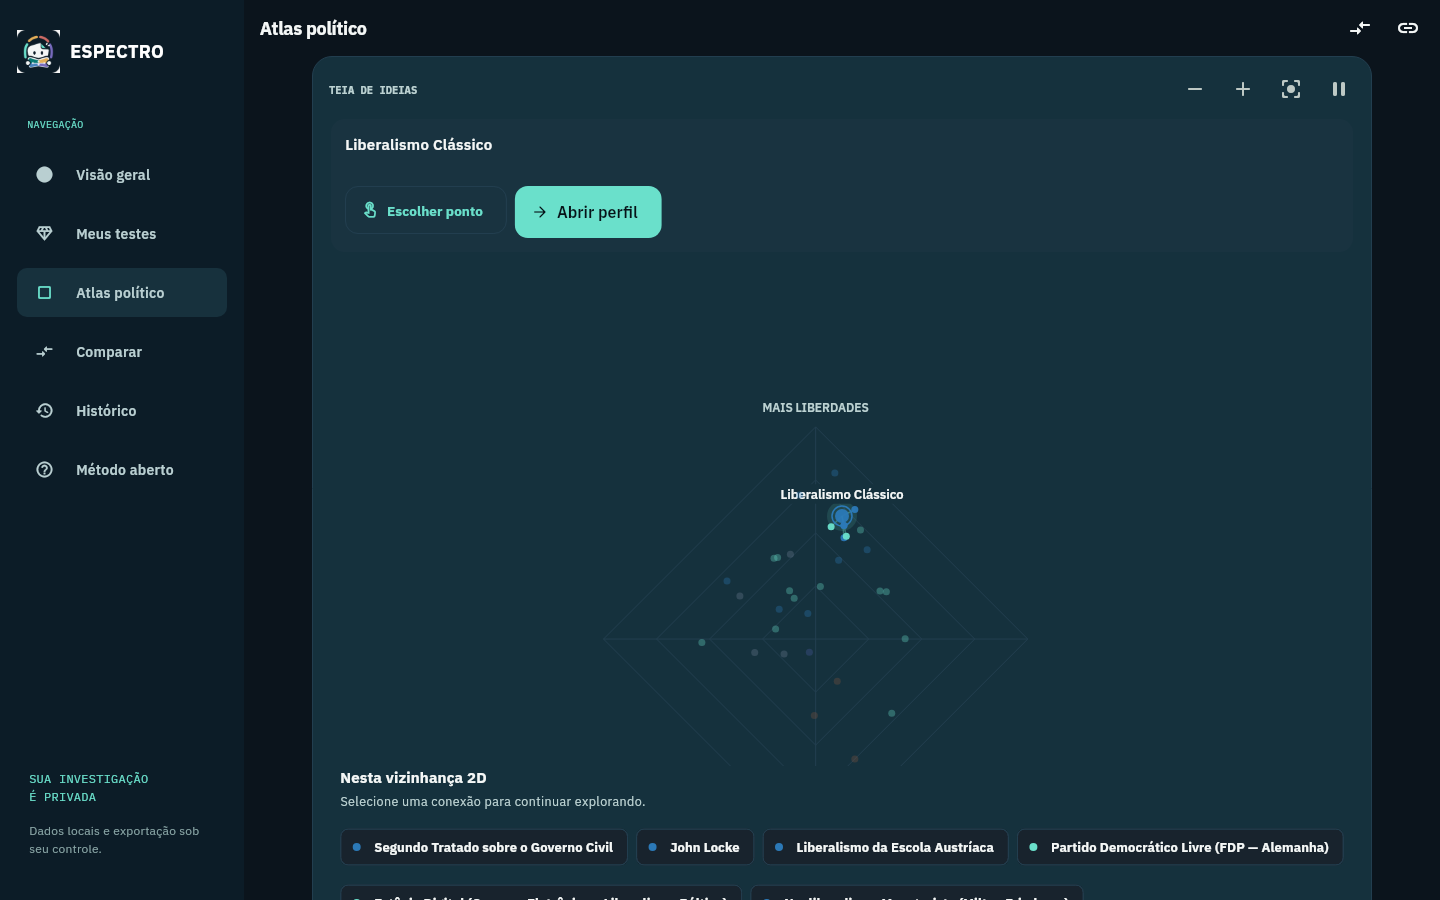 ESPECTRO
NAVEGAÇÃO
Visão geral
Meus testes
Atlas político
Comparar
Histórico
Método aberto
SUA INVESTIGAÇÃO
É PRIVADA
Dados locais e exportação sob
seu controle.
Atlas político
TEIA DE IDEIAS
Liberalismo Clássico
Escolher ponto
Abrir perfil
MAIS LIBERDADES
Liberalismo Clássico
Nesta vizinhança 2D
Selecione uma conexão para continuar explorando.
Segundo Tratado sobre o Governo Civil
John Locke
Liberalismo da Escola Austríaca
Partido Democrático Livre (FDP — Alemanha)